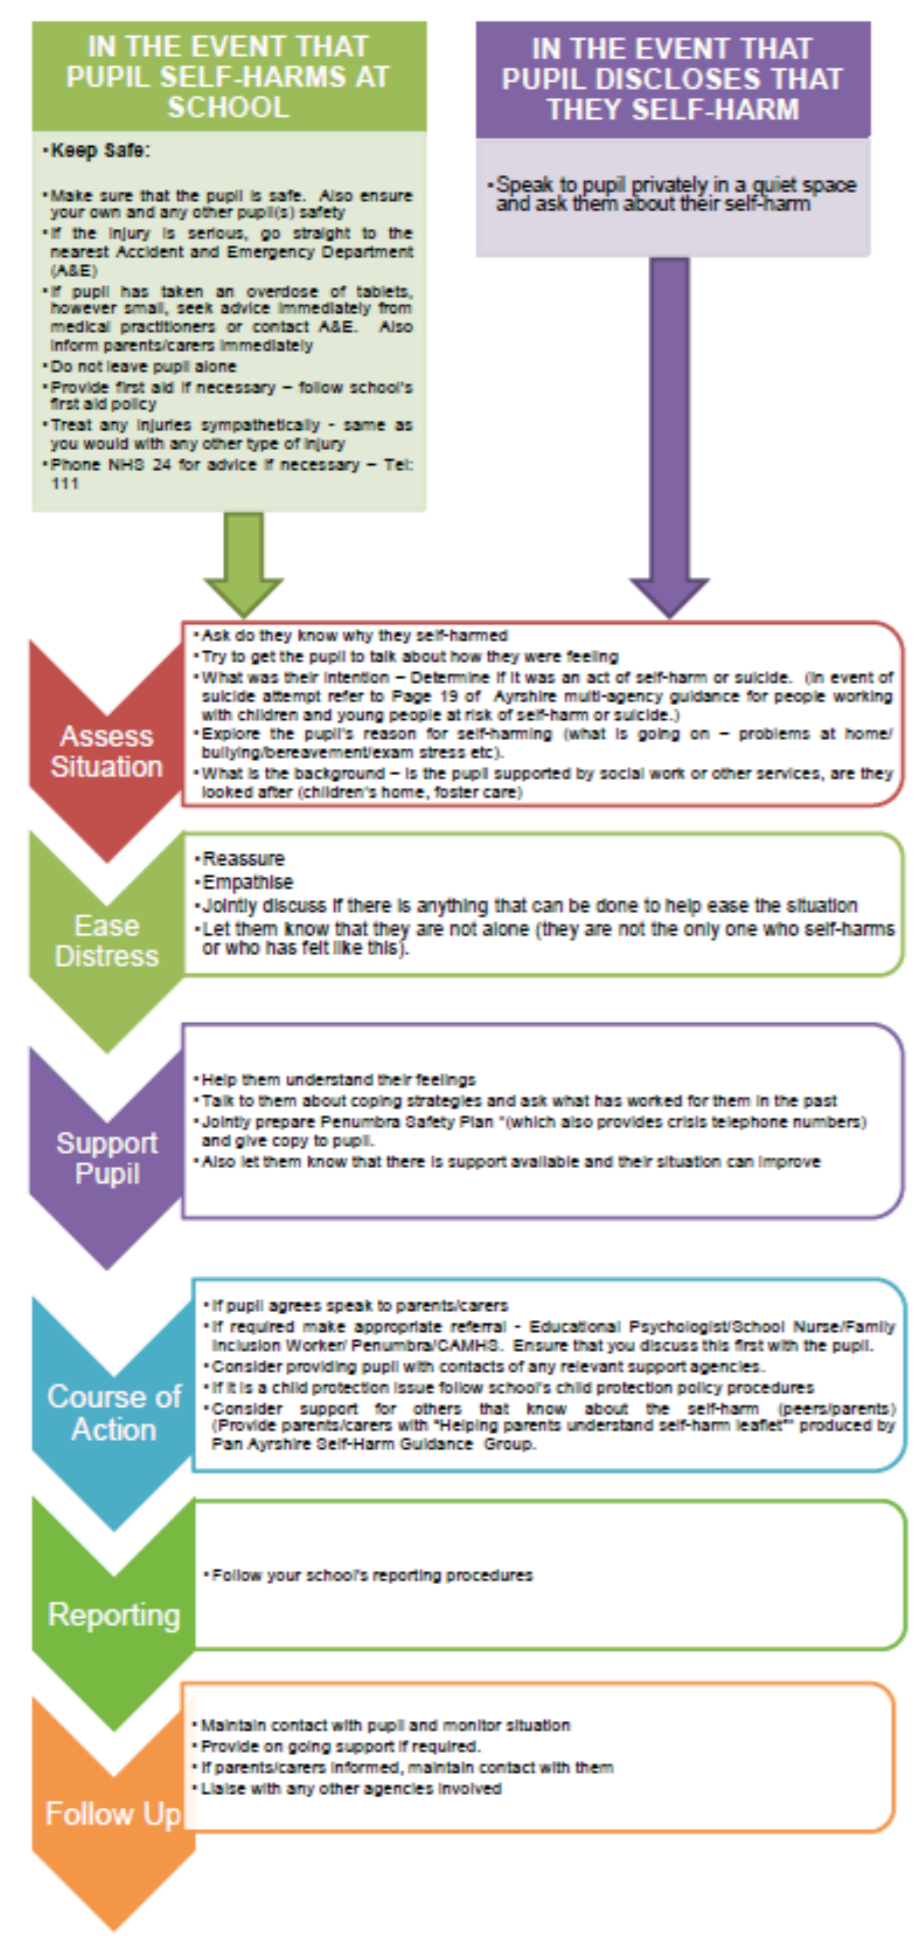 IN THE EVENT THAT
PUPIL SELF-HARMS AT
SCHOOL
•Keep Safe:
•Make sure that the pupil is safe. Also ensure
your own and any other pupil(s) safety
•If the injury is serious, go straight to the
nearest Accident and Emergency Department
(A&E)
•If pupil has taken an overdose of tablets,
however small, seek advice immediately from
medical practitioners or contact A&E. Also
inform parents/carers immediately
•Do not leave pupil alone
•Provide first aid if necessary – follow school's
first aid policy
•Treat any injuries sympathetically - same as
you would with any other type of injury
•Phone NHS 24 for advice if necessary – Tel:
111
IN THE EVENT THAT
PUPIL DISCLOSES THAT
THEY SELF-HARM
•Speak to pupil privately in a quiet space
and ask them about their self-harm
Assess
Situation
•Ask do they know why they self-harmed
•Try to get the pupil to talk about how they were feeling
•What was their intention – Determine if it was an act of self-harm or suicide. (In event of
suicide attempt refer to Page 19 of Ayrshire multi-agency guidance for people working
with children and young people at risk of self-harm or suicide.)
•Explore the pupil's reason for self-harming (what is going on – problems at home/
bullying/bereavement/exam stress etc).
•What is the background – is the pupil supported by social work or other services, are they
looked after (children's home, foster care)
Ease
Distress
•Reassure
•Empathise
•Jointly discuss if there is anything that can be done to help ease the situation
•Let them know that they are not alone (they are not the only one who self-harms
or who has felt like this).
Support
Pupil
•Help them understand their feelings
•Talk to them about coping strategies and ask what has worked for them in the past
•Jointly prepare Penumbra Safety Plan *(which also provides crisis telephone numbers)
and give copy to pupil.
•Also let them know that there is support available and their situation can improve
Course of
Action
•If pupil agrees speak to parents/carers
•If required make appropriate referral - Educational Psychologist/School Nurse/Family
Inclusion Worker/ Penumbra/CAMHS. Ensure that you discuss this first with the pupil.
•Consider providing pupil with contacts of any relevant support agencies.
•If it is a child protection issue follow school's child protection policy procedures
•Consider support for others that know about the self-harm (peers/parents)
(Provide parents/carers with "Helping parents understand self-harm leaflet*" produced by
Pan Ayrshire Self-Harm Guidance Group.
Reporting
•Follow your school's reporting procedures
Follow Up
•Maintain contact with pupil and monitor situation
•Provide on going support if required.
•If parents/carers informed, maintain contact with them
•Liaise with any other agencies involved